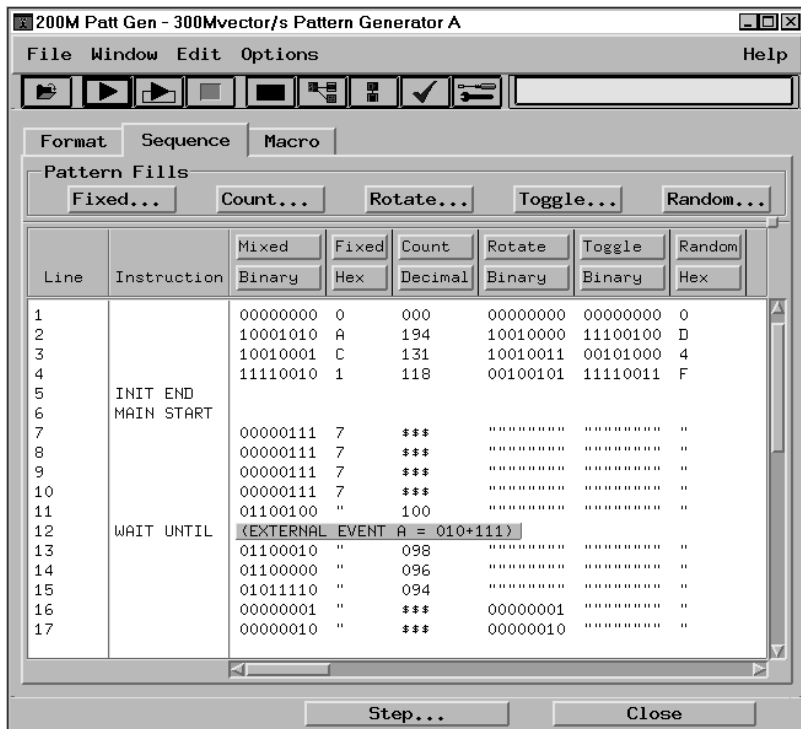 200M Patt Gen - 300Mvector/s Pattern Generator A
File Window Edit Options Help
Format Sequence Macro
Pattern Fills
Fixed... Count... Rotate... Toggle... Random...
Mixed Fixed Count Rotate Toggle Random
Line Instruction Binary Hex Decimal Binary Binary Hex
1 00000000 0 000 00000000 00000000 0
2 10001010 A 194 10010000 11100100 D
3 10010001 C 131 10010011 00101000 4
4 11110010 1 118 00100101 11110011 F
5 INIT END
6 MAIN START
7 00000111 7 $$$ """""""" """""""" "
8 00000111 7 $$$ """""""" """""""" "
9 00000111 7 $$$ """""""" """""""" "
10 00000111 7 $$$ """""""" """""""" "
11 01100100 " 100 """""""" """""""" "
12 WAIT UNTIL (EXTERNAL EVENT A = 010+111)
13 01100010 " 098 """""""" """""""" "
14 01100000 " 096 """""""" """""""" "
15 01011110 " 094 """""""" """""""" "
16 00000001 " $$$ 00000001 """""""" "
17 00000010 " $$$ 00000010 """""""" "
Step... Close